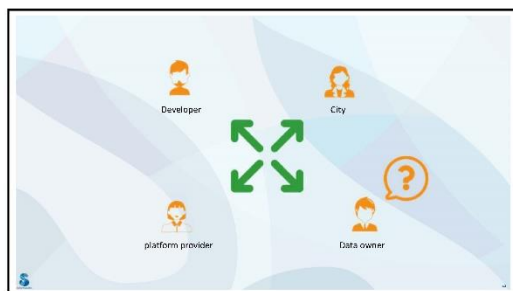 Developer
City
?
platform provider
Data owner